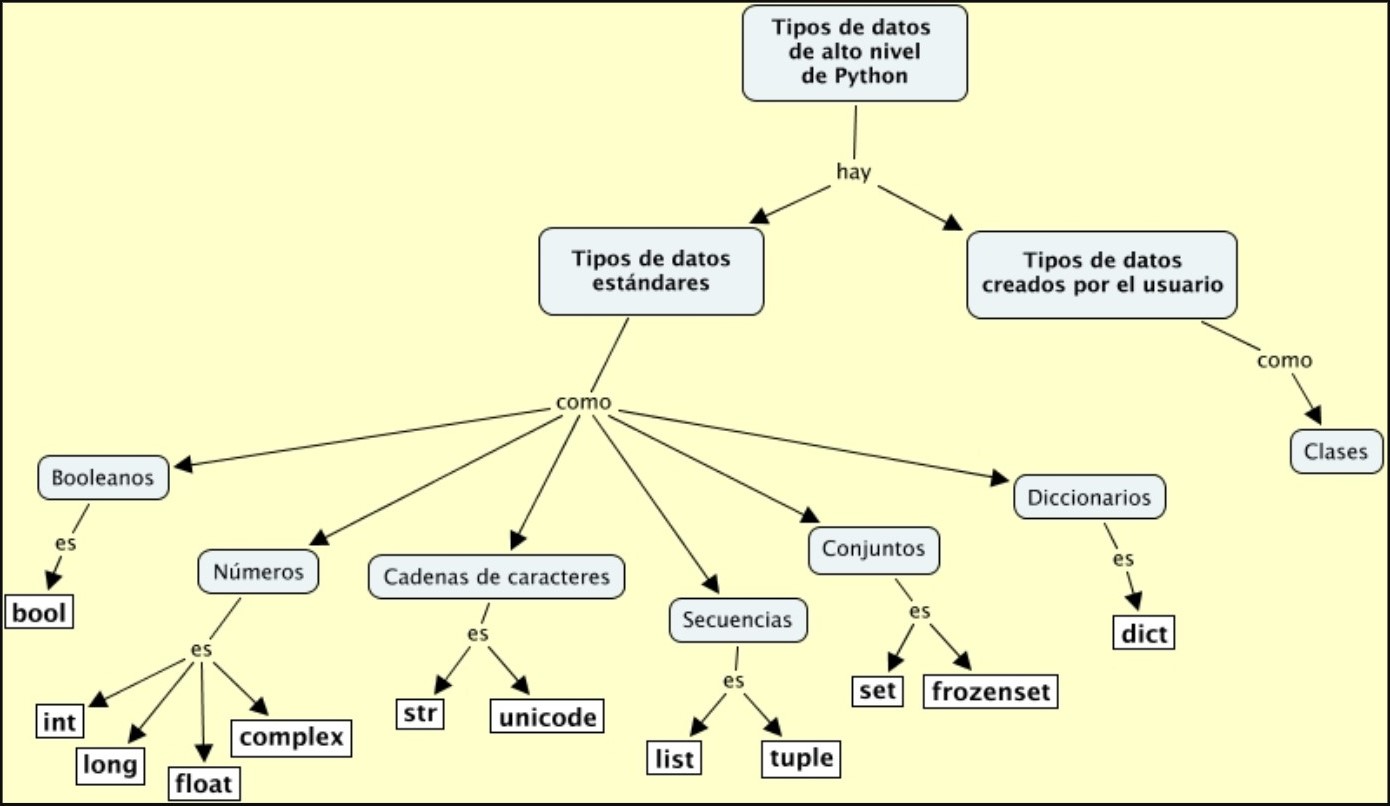 Tipos de datos
de alto nivel
de Python
hay
Tipos de datos
estándares
Tipos de datos
creados por el usuario
como
Clases
como
Booleanos
es
bool
Números
es
int
long
float
complex
Cadenas de caracteres
es
str
unicode
Secuencias
es
list
tuple
Conjuntos
es
set
frozenset
Diccionarios
es
dict